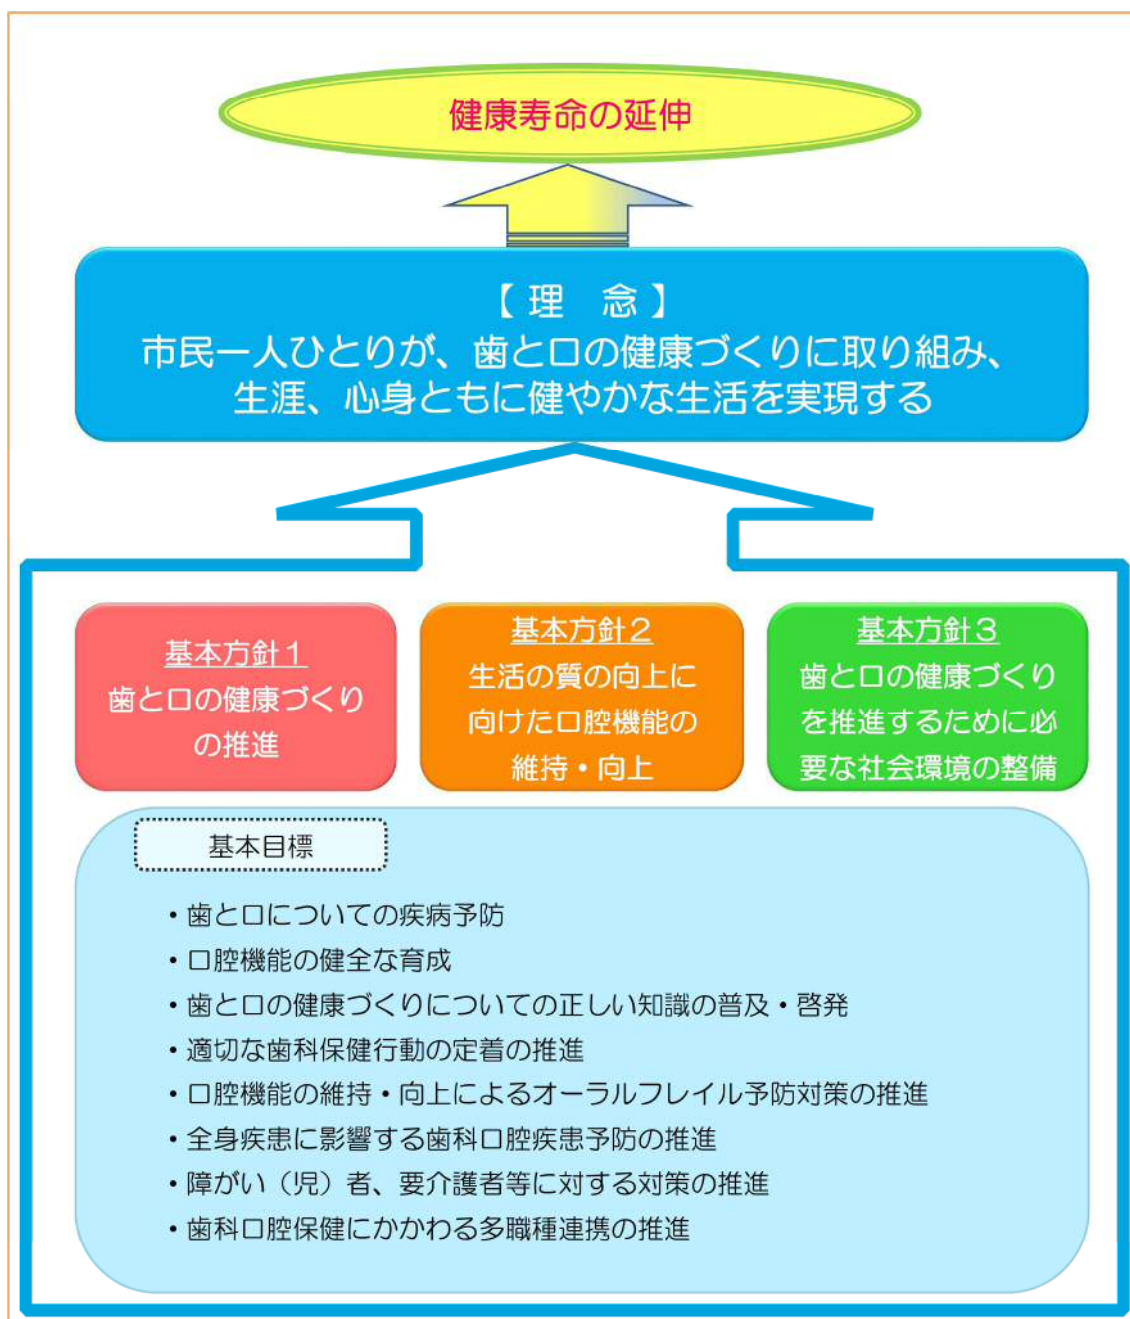 健康寿命の延伸
【 理　念 】
市民一人ひとりが、歯と口の健康づくりに取り組み、
生涯、心身ともに健やかな生活を実現する
基本方針１
歯と口の健康づくり
の推進
基本方針２
生活の質の向上に
向けた口腔機能の
維持・向上
基本方針３
歯と口の健康づくり
を推進するために必
要な社会環境の整備
基本目標
・歯と口についての疾病予防
・口腔機能の健全な育成
・歯と口の健康づくりについての正しい知識の普及・啓発
・適切な歯科保健行動の定着の推進
・口腔機能の維持・向上によるオーラルフレイル予防対策の推進
・全身疾患に影響する歯科口腔疾患予防の推進
・障がい（児）者、要介護者等に対する対策の推進
・歯科口腔保健にかかわる多職種連携の推進